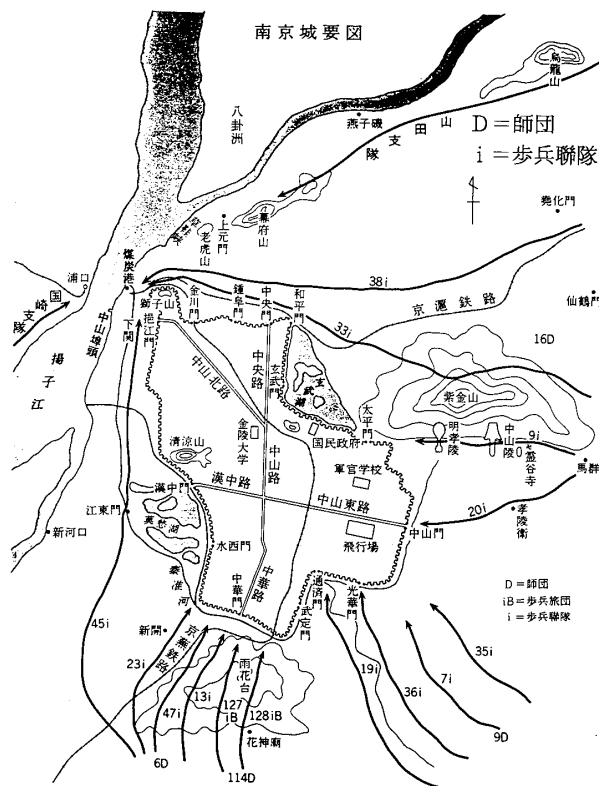 南京城要図
烏龍山
八卦洲
燕子磯
山田支隊
D＝師団
i＝歩兵聯隊
堯化門
幕府山
上元門
老虎山
草鞋峡
煤炭港
浦口
国崎支隊
38i
京滬鉄路
仙鶴門
獅子山
金川門
鍾阜門
中央門
和平門
33i
16D
下関
挹江門
中山埠頭
揚子江
中山北路
中央路
玄武門
玄武湖
太平門
紫金山
金陵大学
国民政府
明孝陵
中山陵
9i
霊谷寺
馬群
清涼山
中山路
軍官学校
漢中門
漢中路
中山東路
20i
孝陵衛
江東門
莫愁湖
新河口
水西門
飛行場
中山門
中華門
中華路
通済門
光華門
D＝師団
iB＝歩兵旅団
i＝歩兵聯隊
秦淮河
武定門
45i
新開
京蕪鉄路
23i
雨花台
19i
35i
47i
13i
127iB
128iB
36i
7i
花神廟
6D
114D
9D